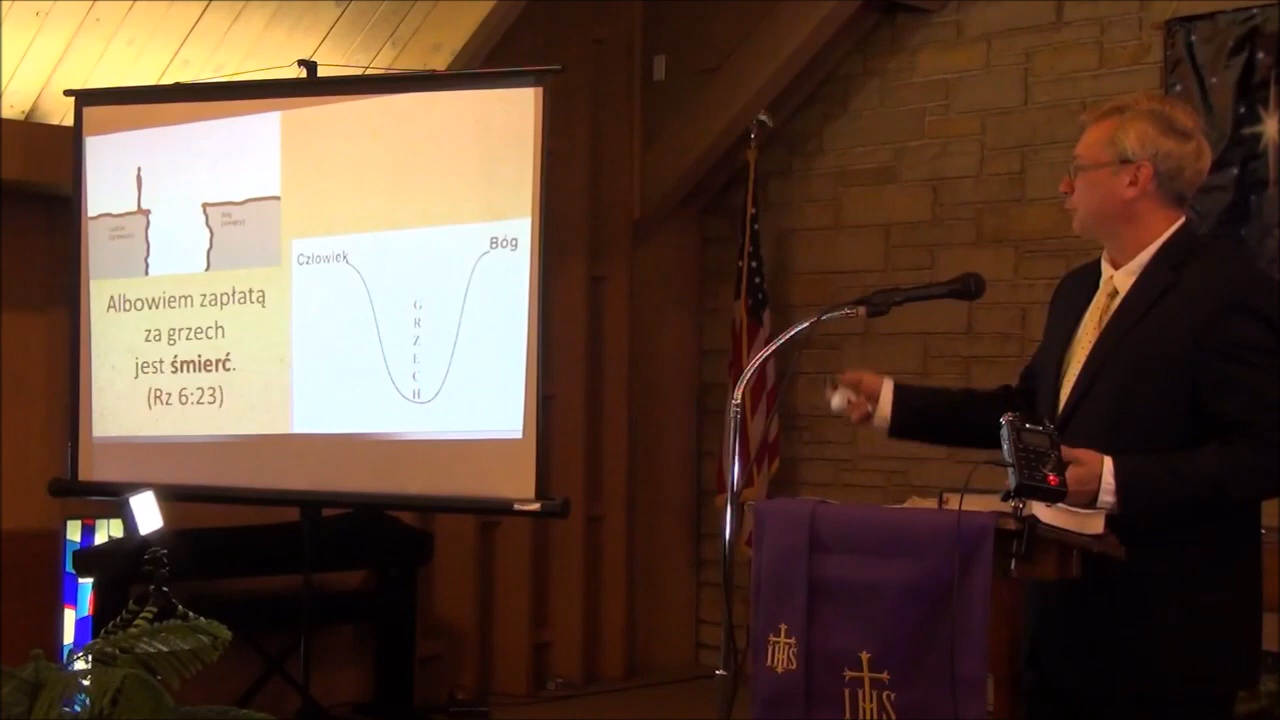 Albowiem zapłatą
za grzech
jest śmierć.
(Rz 6:23)
Człowiek
Bóg
G
R
Z
E
C
H
IHS
IHS